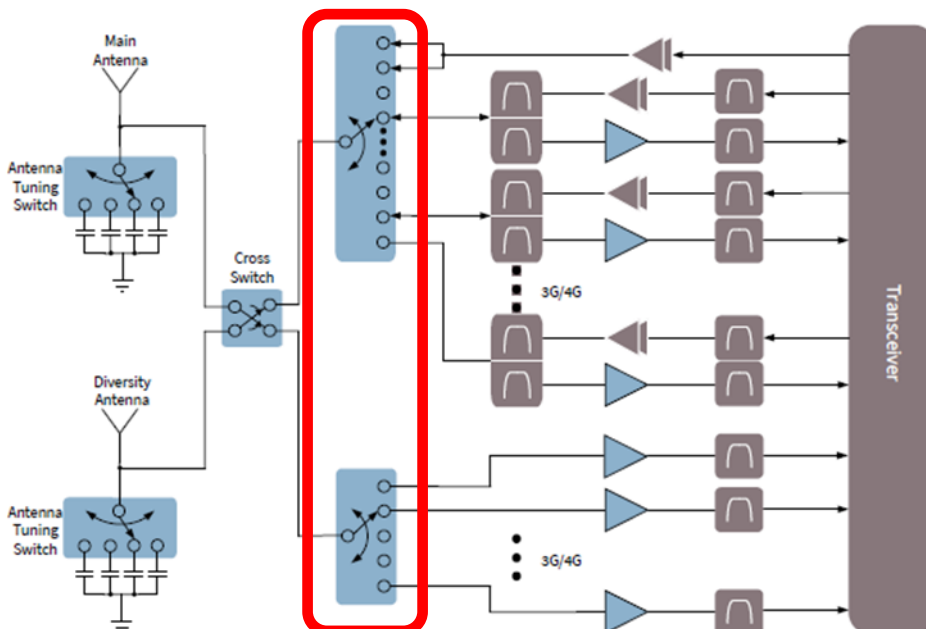 Main
Antenna
Antenna
Tuning
Switch
Cross
Switch
3G/4G
Diversity
Antenna
Antenna
Tuning
Switch
3G/4G
Transceiver